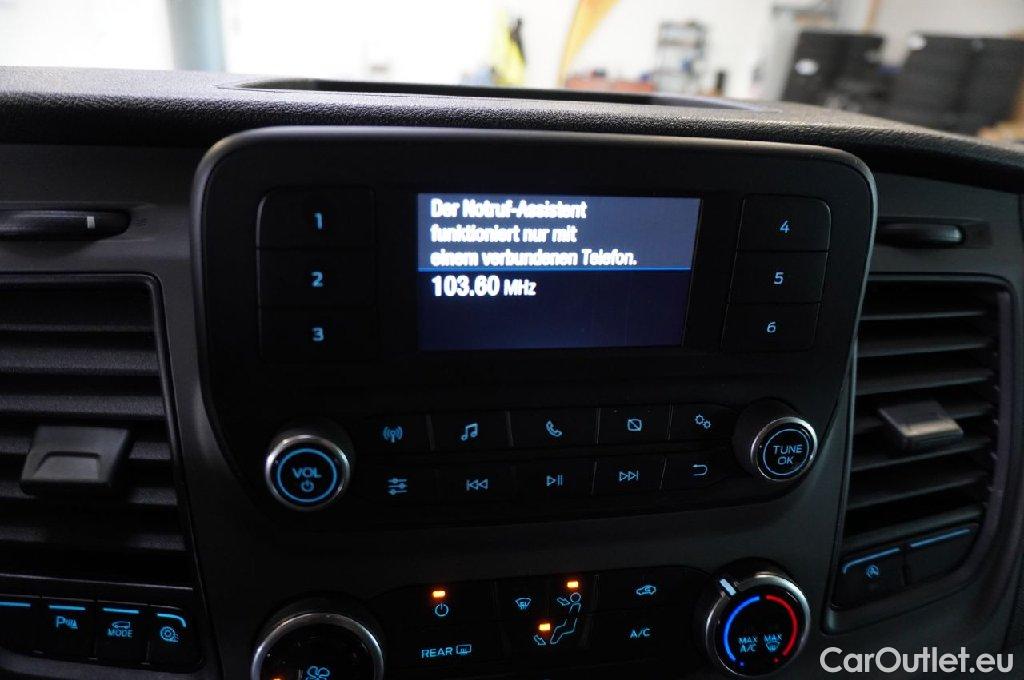 1
2
3
Der Notruf-Assistent
funktioniert nur mit
einem verbundenen Telefon.
103.60 MHz
4
5
6
VOL
TUNE
OK
P
MODE
REAR
A/C
MAX
A/C
MAX
CarOutlet.eu